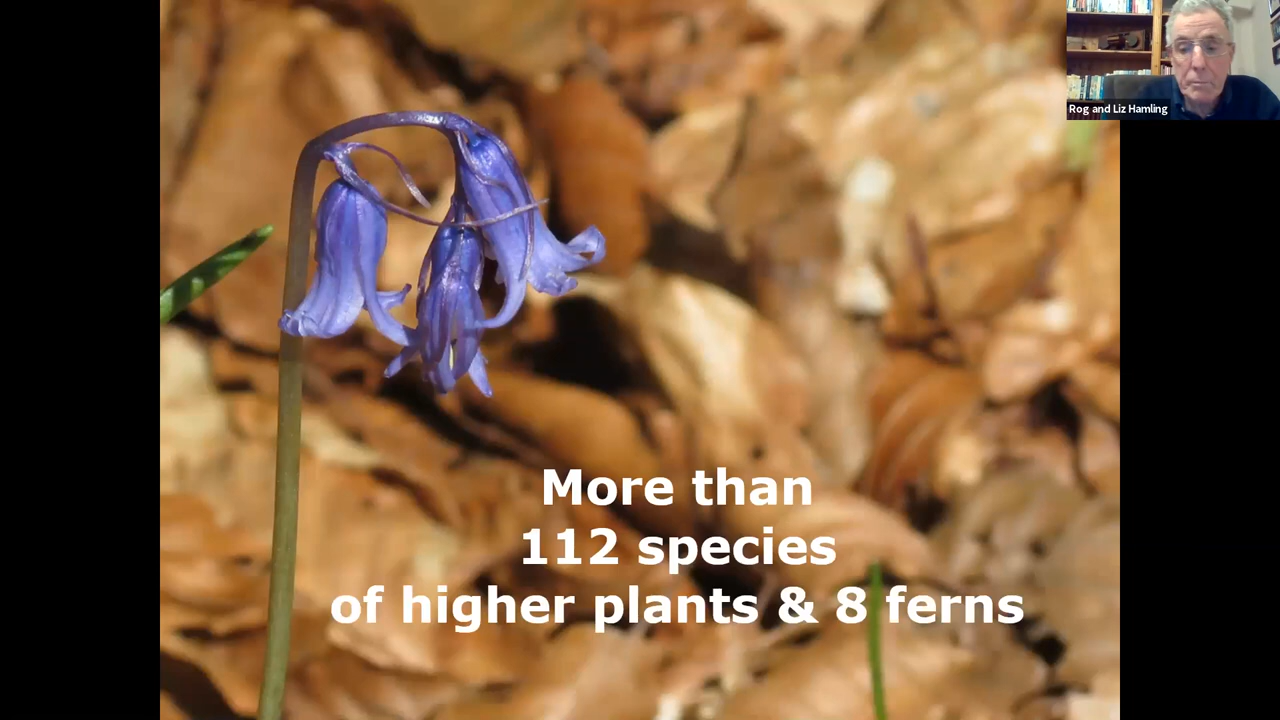 Rog and Liz Hamling
More than
112 species
of higher plants & 8 ferns